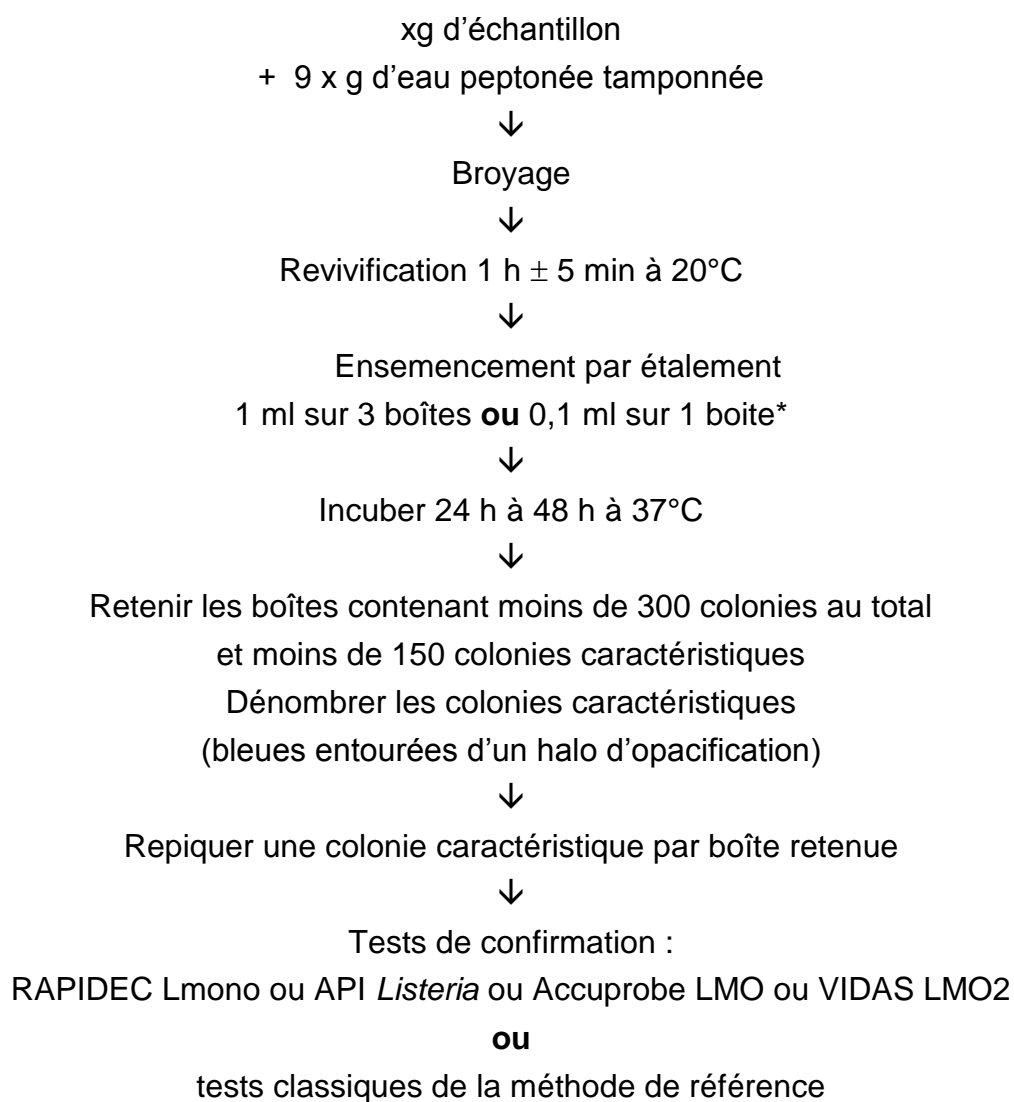 xg d’échantillon
+ 9 x g d’eau peptonée tamponnée
↓
Broyage
↓
Revivification 1 h ± 5 min à 20°C
↓
Ensemencement par étalement
1 ml sur 3 boîtes ou 0,1 ml sur 1 boite*
↓
Incuber 24 h à 48 h à 37°C
↓
Retenir les boîtes contenant moins de 300 colonies au total
et moins de 150 colonies caractéristiques
Dénombrer les colonies caractéristiques
(bleues entourées d’un halo d’opacification)
↓
Repiquer une colonie caractéristique par boîte retenue
↓
Tests de confirmation :
RAPIDEC Lmono ou API Listeria ou Accuprobe LMO ou VIDAS LMO2
ou
tests classiques de la méthode de référence